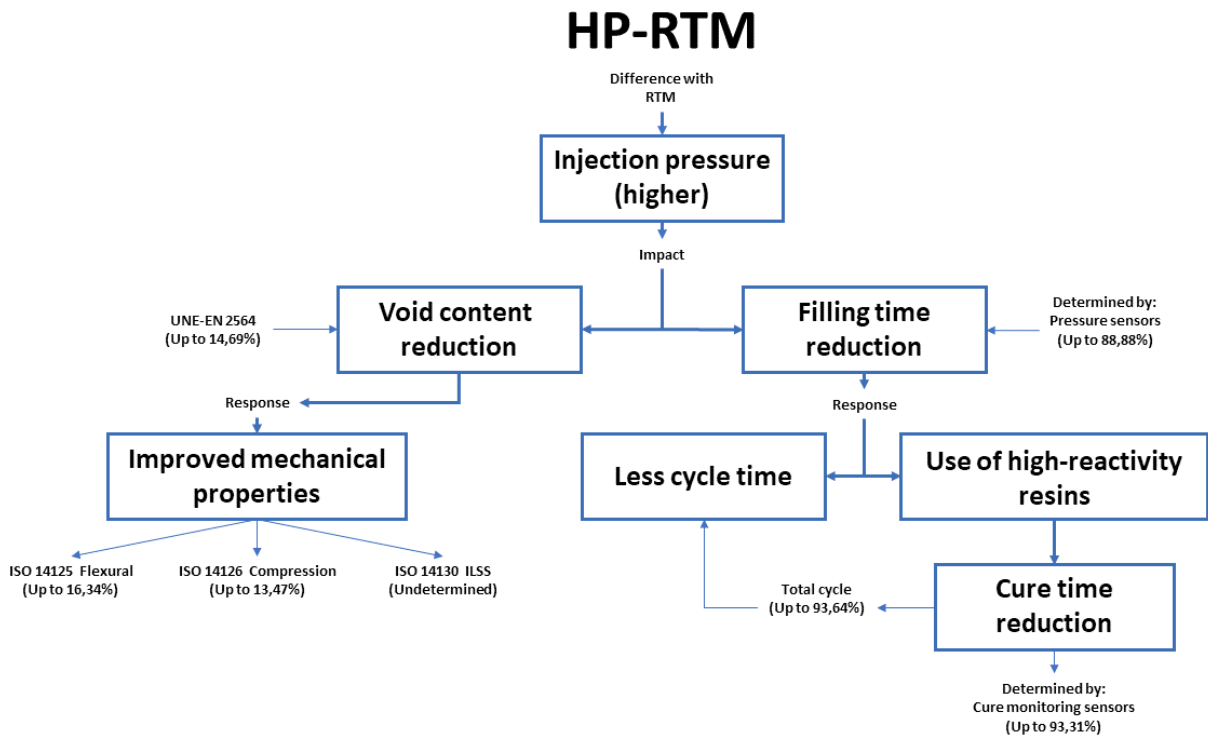 HP-RTM
Difference with
RTM
Injection pressure
(higher)
Impact
UNE-EN 2564
(Up to 14,69%)
Void content
reduction
Filling time
reduction
Determined by:
Pressure sensors
(Up to 88,88%)
Response
Response
Improved mechanical
properties
Less cycle time
Use of high-reactivity
resins
ISO 14125 Flexural
(Up to 16,34%)
ISO 14126 Compression
(Up to 13,47%)
ISO 14130 ILSS
(Undetermined)
Total cycle
(Up to 93,64%)
Cure time
reduction
Determined by:
Cure monitoring sensors
(Up to 93,31%)